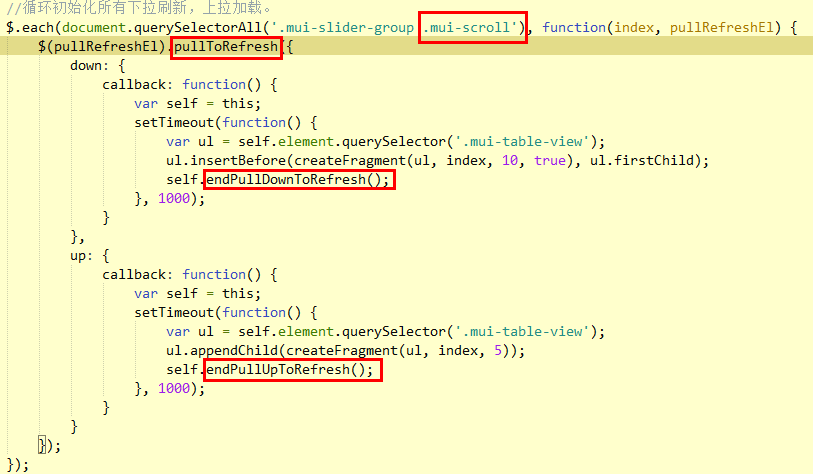 //循环初始化所有下拉刷新，上拉加载。
$.each(document.querySelectorAll('.mui-slider-group .mui-scroll'), function(index, pullRefreshEl) {
    $(pullRefreshEl).pullToRefresh({
        down: {
            callback: function() {
                var self = this;
                setTimeout(function() {
                    var ul = self.element.querySelector('.mui-table-view');
                    ul.insertBefore(createFragment(ul, index, 10, true), ul.firstChild);
                    self.endPullDownToRefresh();
                }, 1000);
            }
        },
        up: {
            callback: function() {
                var self = this;
                setTimeout(function() {
                    var ul = self.element.querySelector('.mui-table-view');
                    ul.appendChild(createFragment(ul, index, 5));
                    self.endPullUpToRefresh();
                }, 1000);
            }
        }
    });
});